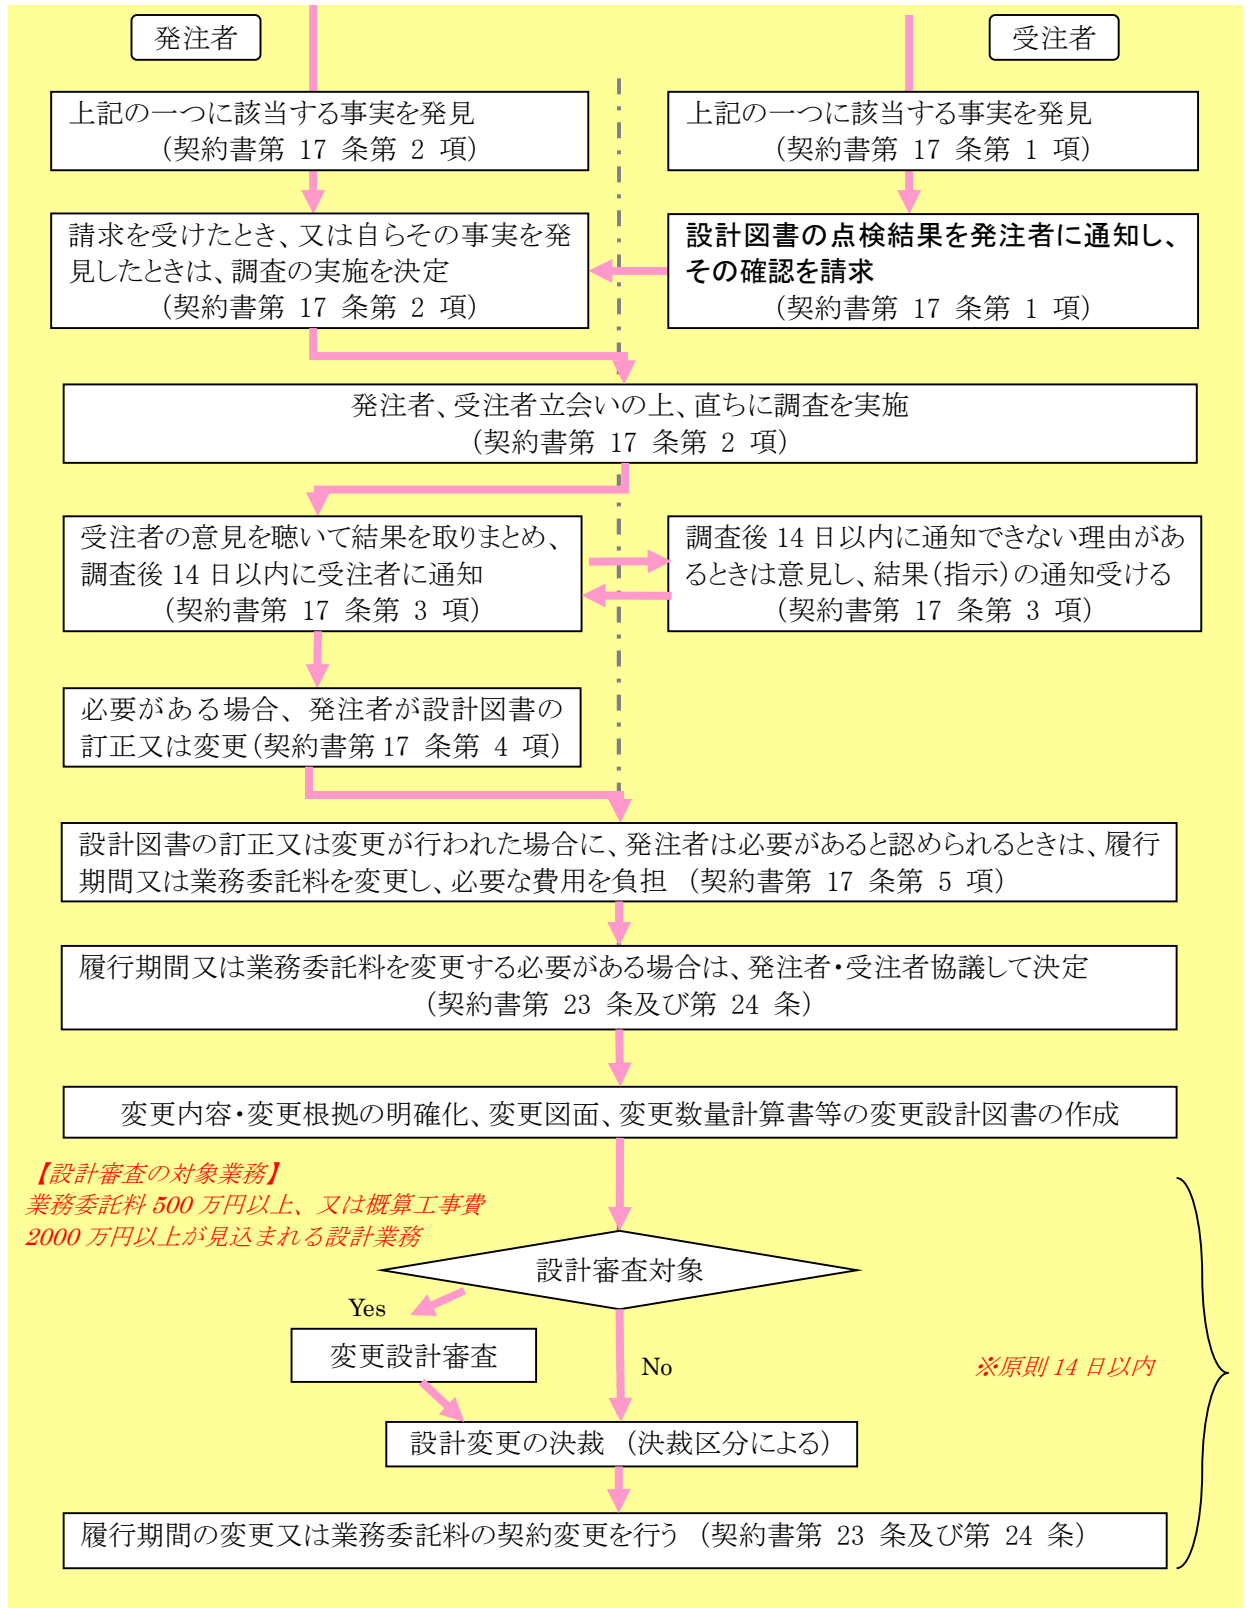 発注者
受注者
上記の一つに該当する事実を発見
(契約書第 17 条第 2 項)
上記の一つに該当する事実を発見
(契約書第 17 条第 1 項)
請求を受けたとき、又は自らその事実を発
見したときは、調査の実施を決定
(契約書第 17 条第 2 項)
設計図書の点検結果を発注者に通知し、
その確認を請求
(契約書第 17 条第 1 項)
発注者、受注者立会いの上、直ちに調査を実施
(契約書第 17 条第 2 項)
受注者の意見を聴いて結果を取りまとめ、
調査後 14 日以内に受注者に通知
(契約書第 17 条第 3 項)
調査後 14 日以内に通知できない理由があ
るときは意見し、結果(指示)の通知受ける
(契約書第 17 条第 3 項)
必要がある場合、発注者が設計図書の
訂正又は変更(契約書第 17 条第 4 項)
設計図書の訂正又は変更が行われた場合に、発注者は必要があると認められるときは、履行
期間又は業務委託料を変更し、必要な費用を負担 (契約書第 17 条第 5 項)
履行期間又は業務委託料を変更する必要がある場合は、発注者・受注者協議して決定
(契約書第 23 条及び第 24 条)
変更内容・変更根拠の明確化、変更図面、変更数量計算書等の変更設計図書の作成
【設計審査の対象業務】
業務委託料 500 万円以上、又は概算工事費
2000 万円以上が見込まれる設計業務
設計審査対象
Yes
変更設計審査
No
※原則 14 日以内
設計変更の決裁 (決裁区分による)
履行期間の変更又は業務委託料の契約変更を行う (契約書第 23 条及び第 24 条)